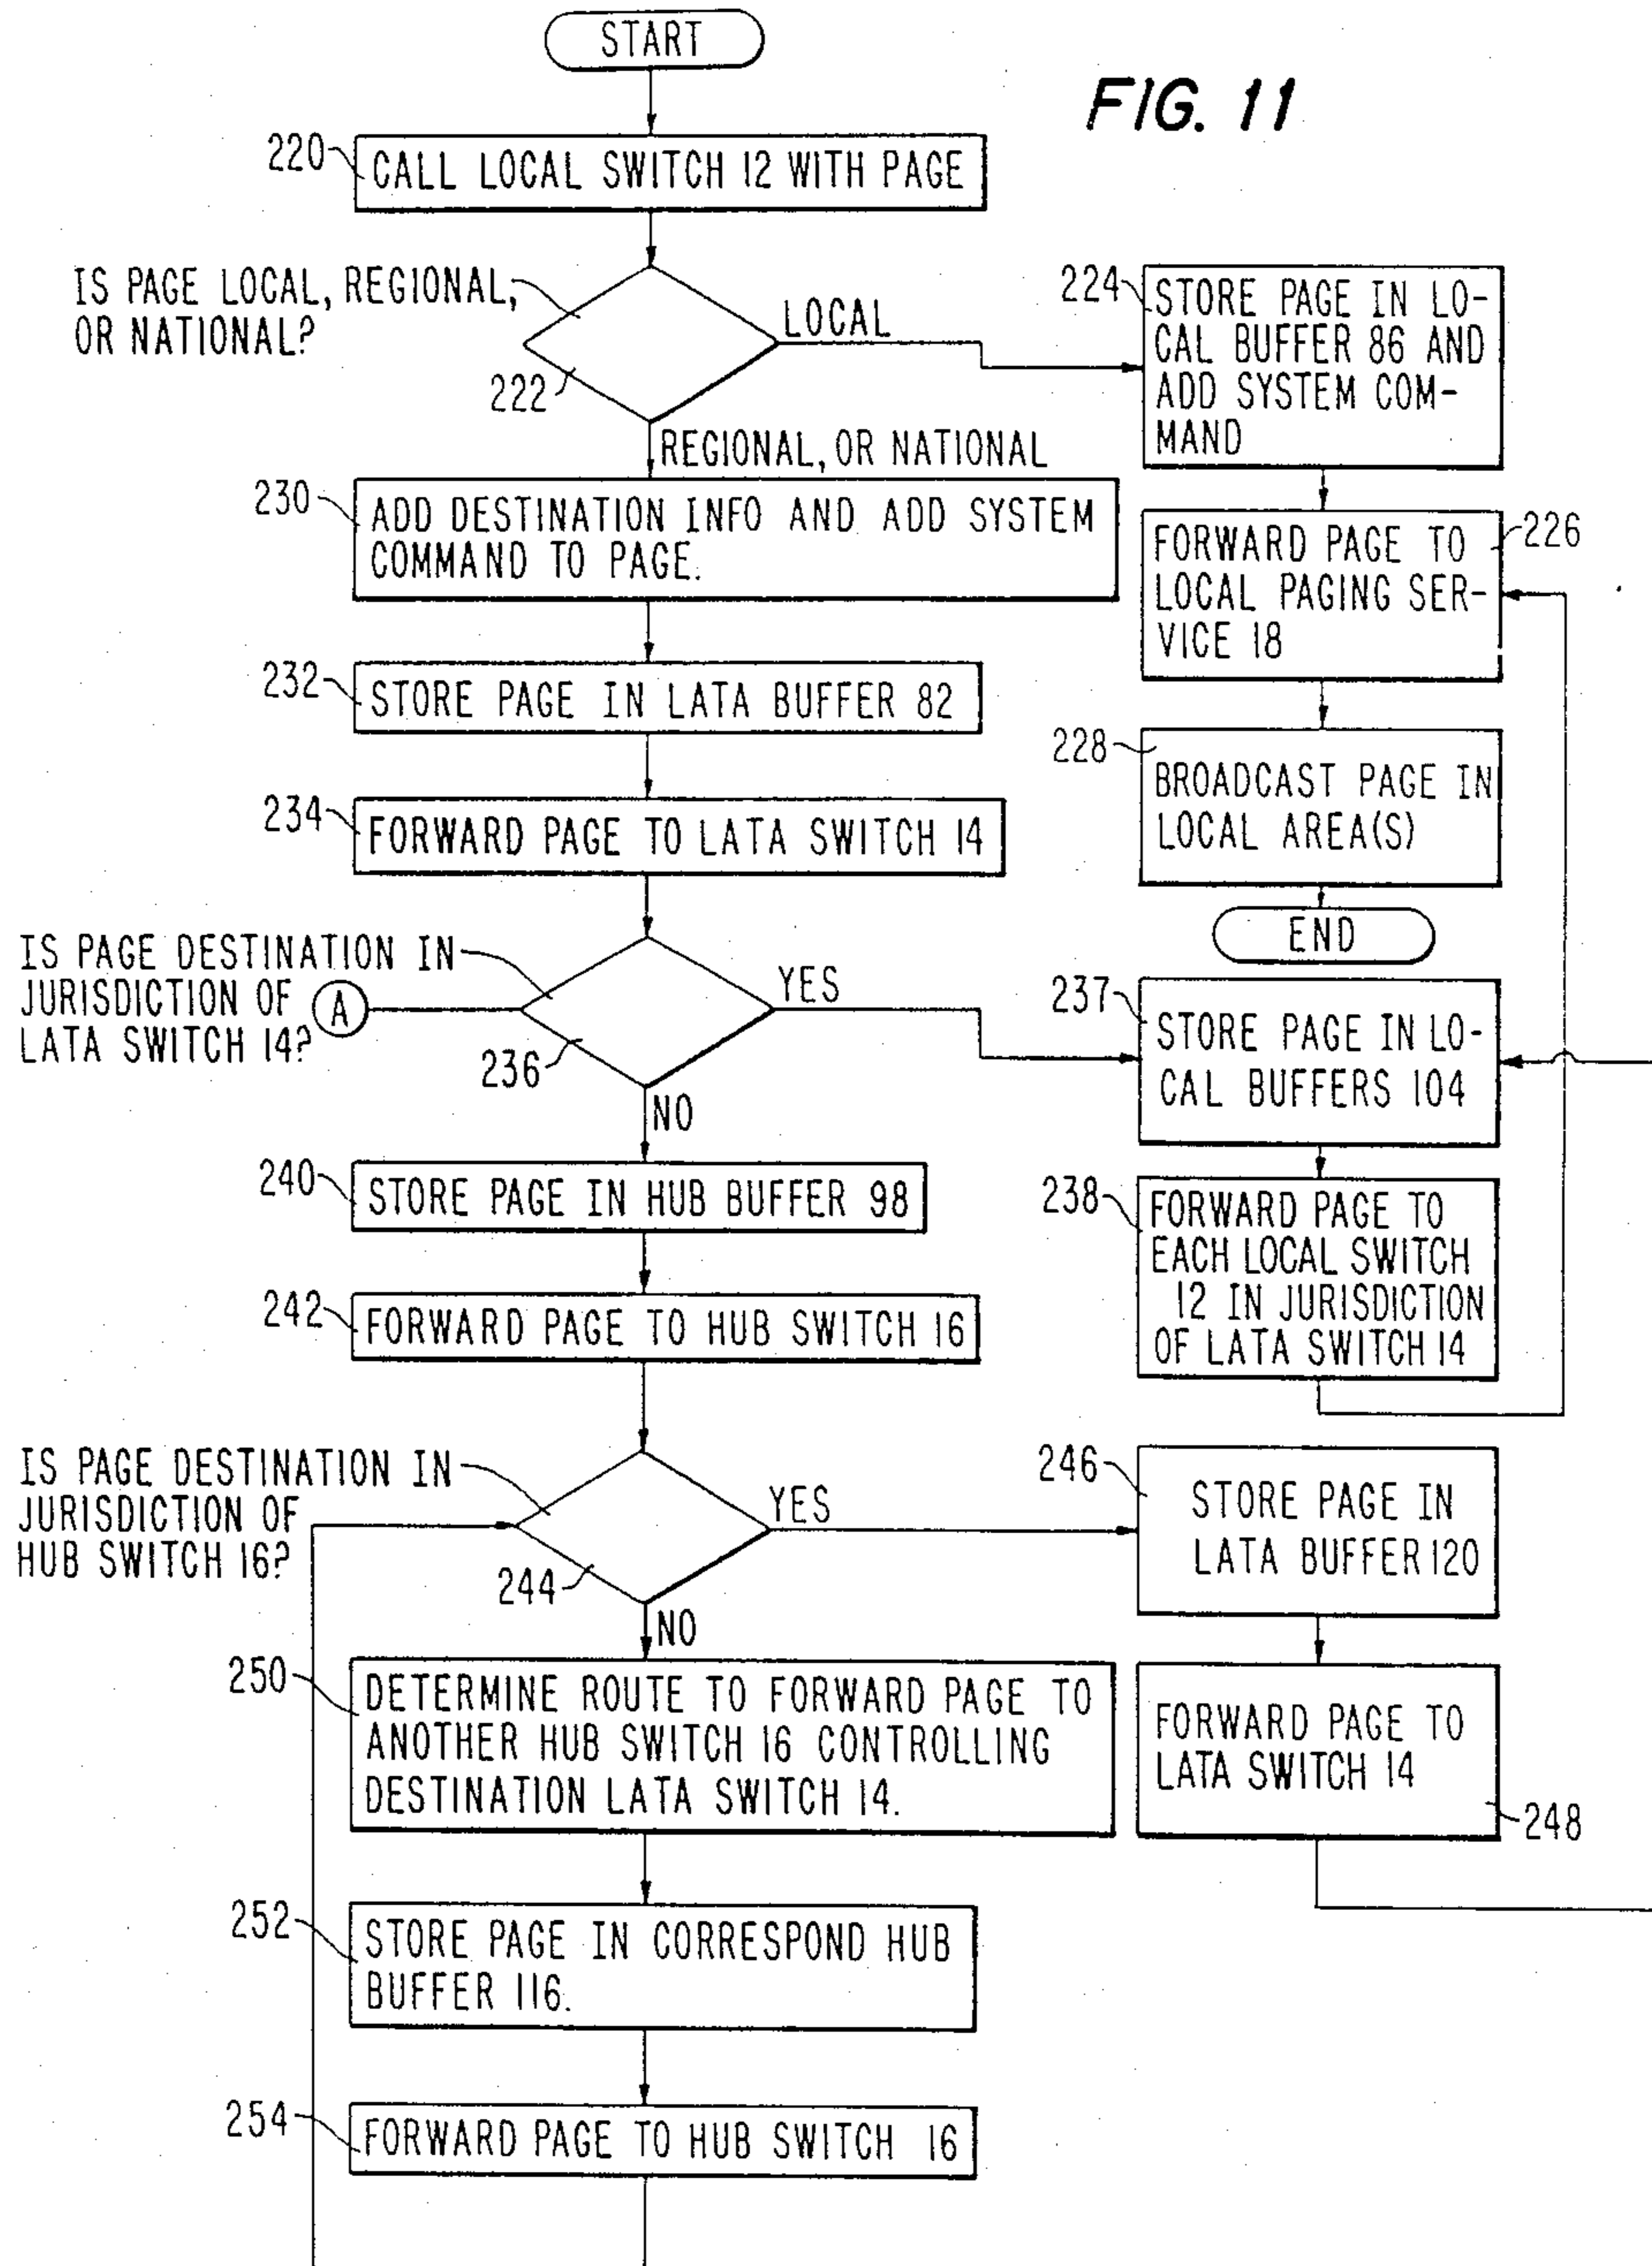 START
FIG. 11
220
CALL LOCAL SWITCH 12 WITH PAGE
IS PAGE LOCAL, REGIONAL,
OR NATIONAL?
222
LOCAL
REGIONAL, OR NATIONAL
224
STORE PAGE IN LO-
CAL BUFFER 86 AND
ADD SYSTEM COM-
MAND
226
FORWARD PAGE TO
LOCAL PAGING SER-
VICE 18
228
BROADCAST PAGE IN
LOCAL AREA(S)
END
230
ADD DESTINATION INFO AND ADD SYSTEM
COMMAND TO PAGE.
232
STORE PAGE IN LATA BUFFER 82
234
FORWARD PAGE TO LATA SWITCH 14
IS PAGE DESTINATION IN
JURISDICTION OF
LATA SWITCH 14?
A
236
YES
NO
237
STORE PAGE IN LO-
CAL BUFFERS 104
238
FORWARD PAGE TO
EACH LOCAL SWITCH
12 IN JURISDICTION
OF LATA SWITCH 14
240
STORE PAGE IN HUB BUFFER 98
242
FORWARD PAGE TO HUB SWITCH 16
IS PAGE DESTINATION IN
JURISDICTION OF
HUB SWITCH 16?
244
YES
NO
246
STORE PAGE IN
LATA BUFFER 120
FORWARD PAGE TO
LATA SWITCH 14
248
250
DETERMINE ROUTE TO FORWARD PAGE TO
ANOTHER HUB SWITCH 16 CONTROLLING
DESTINATION LATA SWITCH 14.
252
STORE PAGE IN CORRESPOND HUB
BUFFER 116.
254
FORWARD PAGE TO HUB SWITCH 16